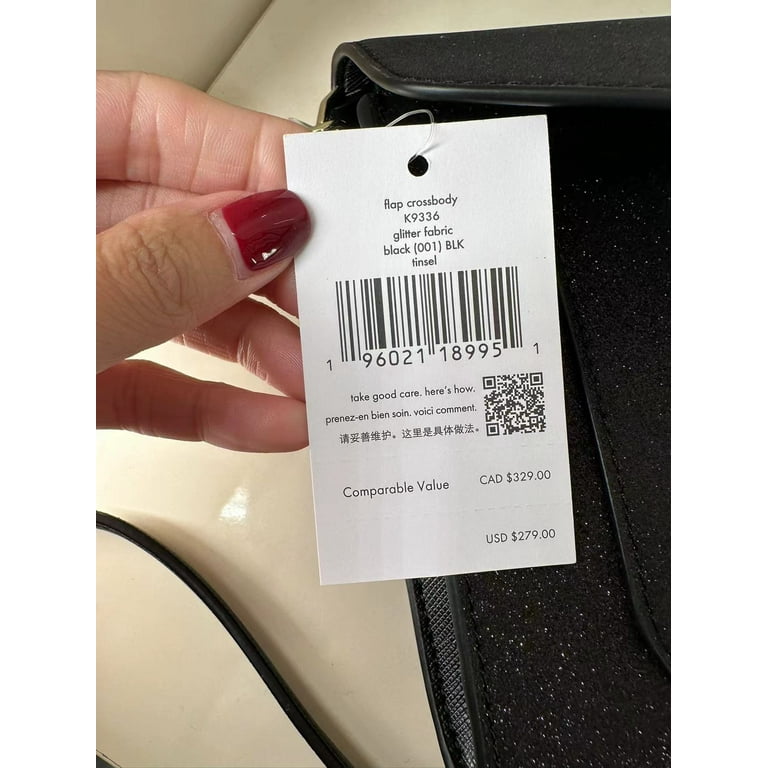 flap crossbody
K9336
glitter fabric
black (001) BLK
tinsel
1 96021 18995 1
take good care. here's how.
prenez-en bien soin. voici comment.
请妥善维护。这里是具体做法。
Comparable Value CAD $329.00
USD $279.00